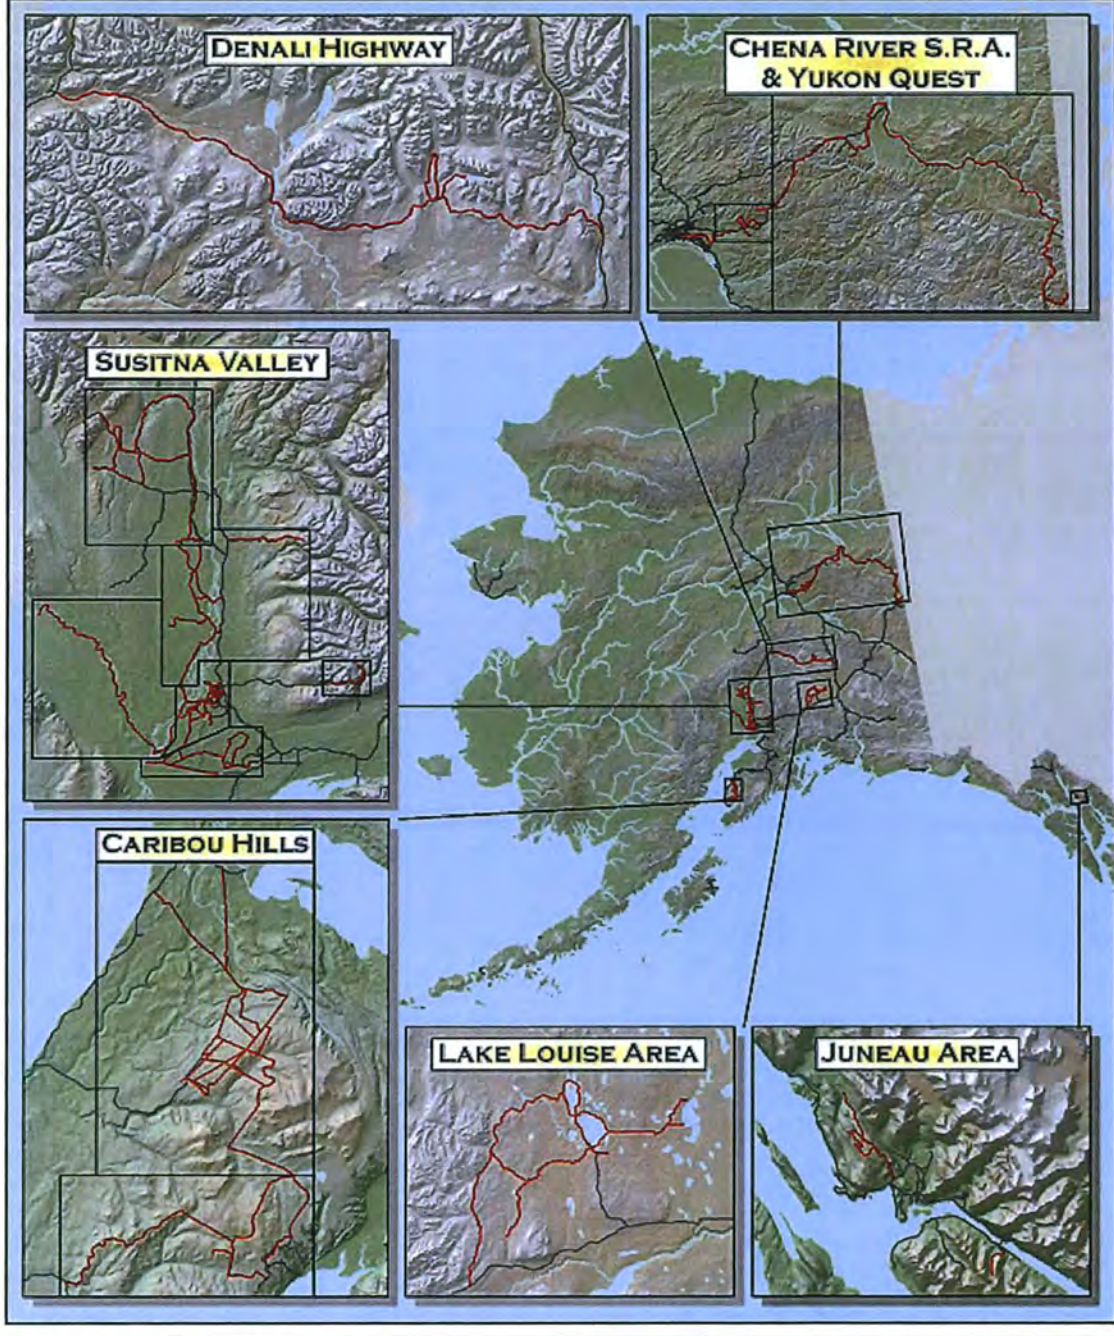 DENALI HIGHWAY
CHENA RIVER S.R.A.
& YUKON QUEST
SUSITNA VALLEY
CARIBOU HILLS
LAKE LOUISE AREA
JUNEAU AREA